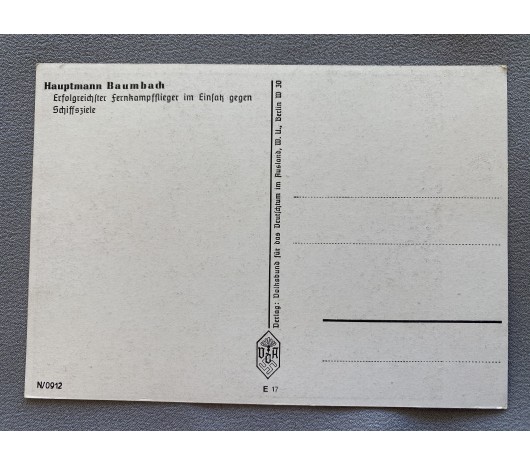 Hauptmann Baumbach
Erfolgreichster Fernkampfflieger im Einsatz gegen
Schiffsziele
Verlag: Volksbund für das Deutschtum im Ausland, W. U., Berlin W 30
VDA
N/0912
E 17